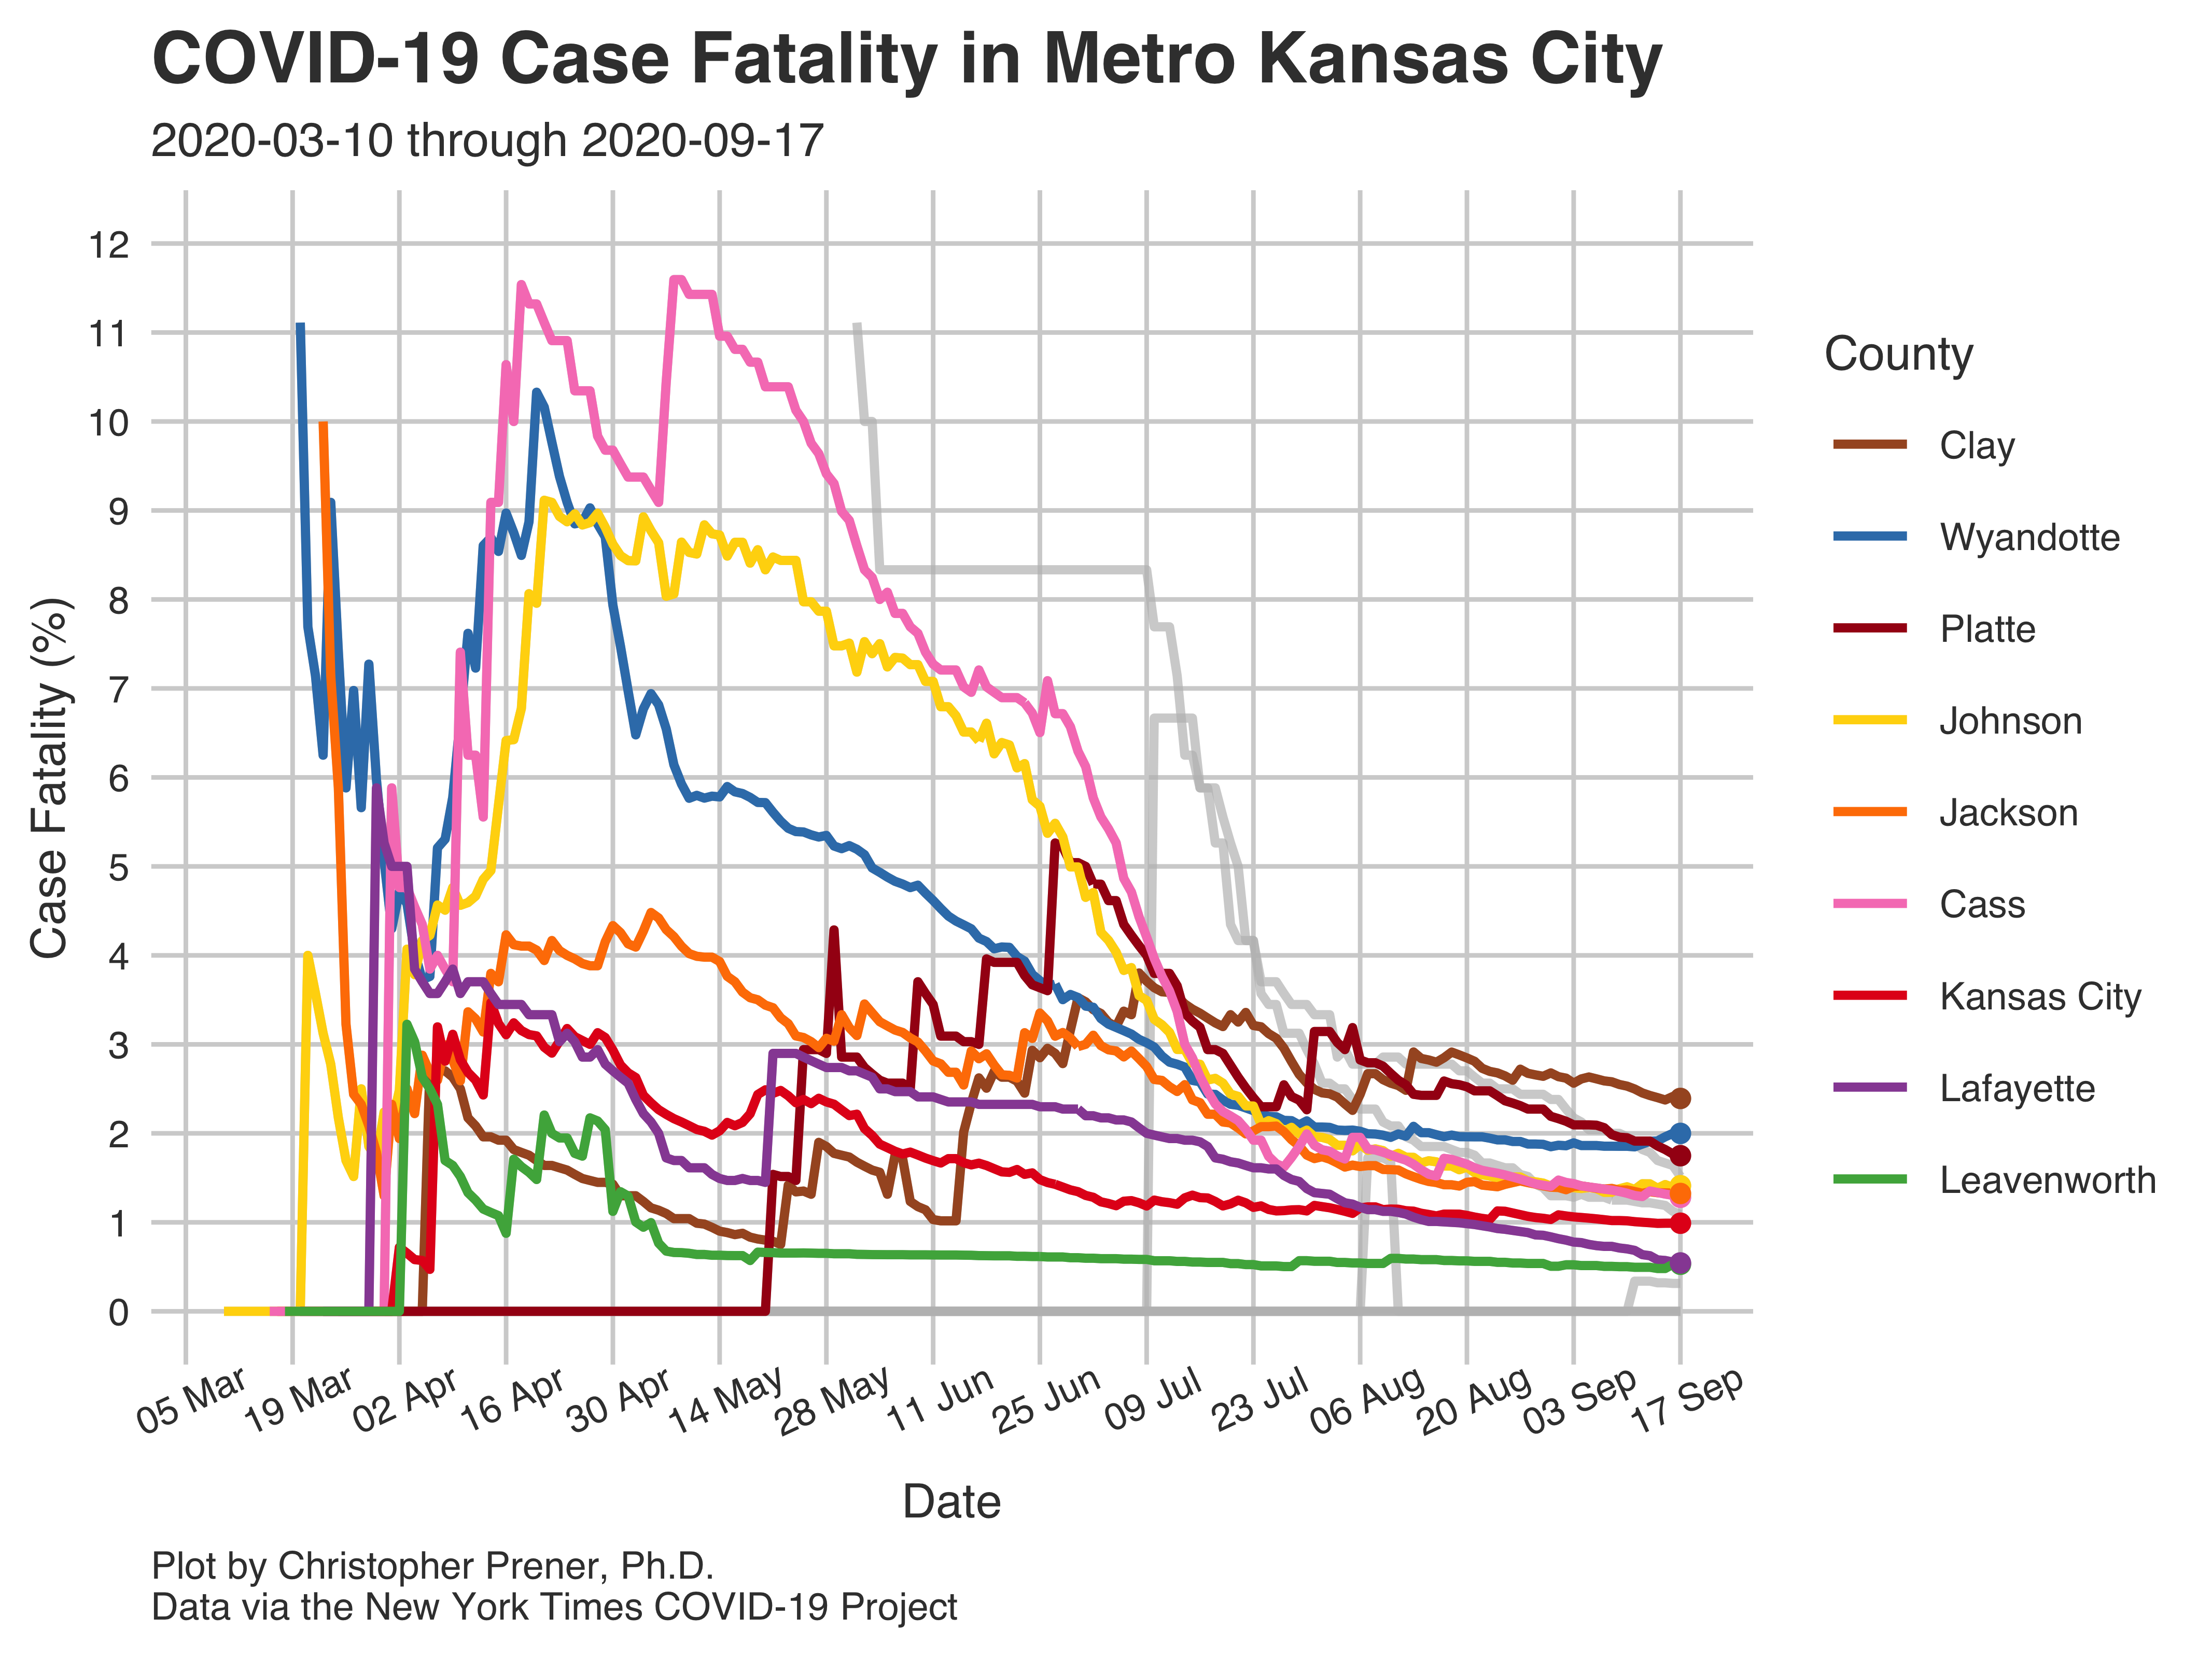 COVID-19 Case Fatality in Metro Kansas City
2020-03-10 through 2020-09-17
Case Fatality (%)
12
11
10
9
8
7
6
5
4
3
2
1
0
05 Mar
19 Mar
02 Apr
16 Apr
30 Apr
14 May
28 May
11 Jun
25 Jun
09 Jul
23 Jul
06 Aug
20 Aug
03 Sep
17 Sep
Date
County
Clay
Wyandotte
Platte
Johnson
Jackson
Cass
Kansas City
Lafayette
Leavenworth
Plot by Christopher Prener, Ph.D.
Data via the New York Times COVID-19 Project